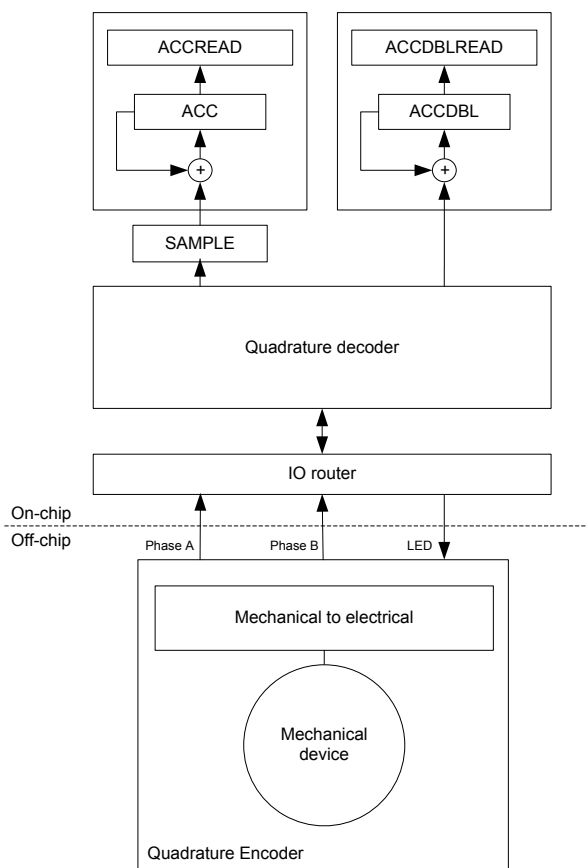 ACCREAD
ACCDBLREAD
ACC
ACCDBL
+
+
SAMPLE
Quadrature decoder
IO router
On-chip
Off-chip
Phase A
Phase B
LED
Mechanical to electrical
Mechanical
device
Quadrature Encoder